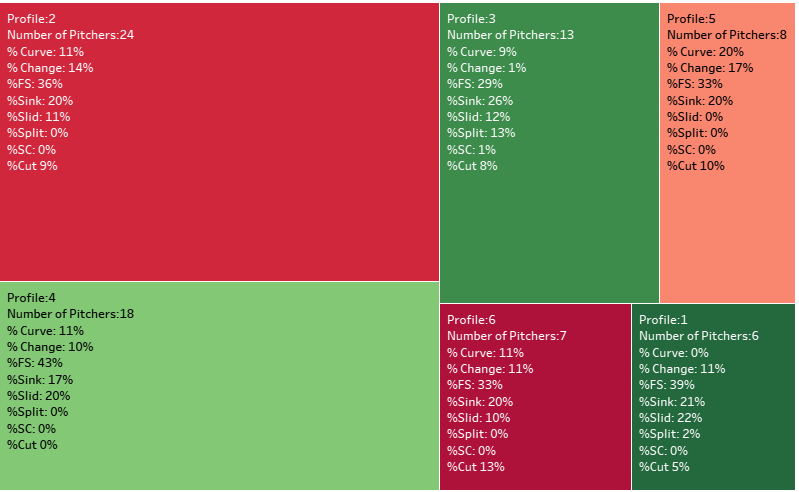 Profile:2
Number of Pitchers:24
% Curve: 11%
% Change: 14%
%FS: 36%
%Sink: 20%
%Slid: 11%
%Split: 0%
%SC: 0%
%Cut 9%
Profile:3
Number of Pitchers:13
% Curve: 9%
% Change: 1%
%FS: 29%
%Sink: 26%
%Slid: 12%
%Split: 13%
%SC: 1%
%Cut 8%
Profile:5
Number of Pitchers:8
% Curve: 20%
% Change: 17%
%FS: 33%
%Sink: 20%
%Slid: 0%
%Split: 0%
%SC: 0%
%Cut 10%
Profile:4
Number of Pitchers:18
% Curve: 11%
% Change: 10%
%FS: 43%
%Sink: 17%
%Slid: 20%
%Split: 0%
%SC: 0%
%Cut 0%
Profile:6
Number of Pitchers:7
% Curve: 11%
% Change: 11%
%FS: 33%
%Sink: 20%
%Slid: 10%
%Split: 0%
%SC: 0%
%Cut 13%
Profile:1
Number of Pitchers:6
% Curve: 0%
% Change: 11%
%FS: 39%
%Sink: 21%
%Slid: 22%
%Split: 2%
%SC: 0%
%Cut 5%